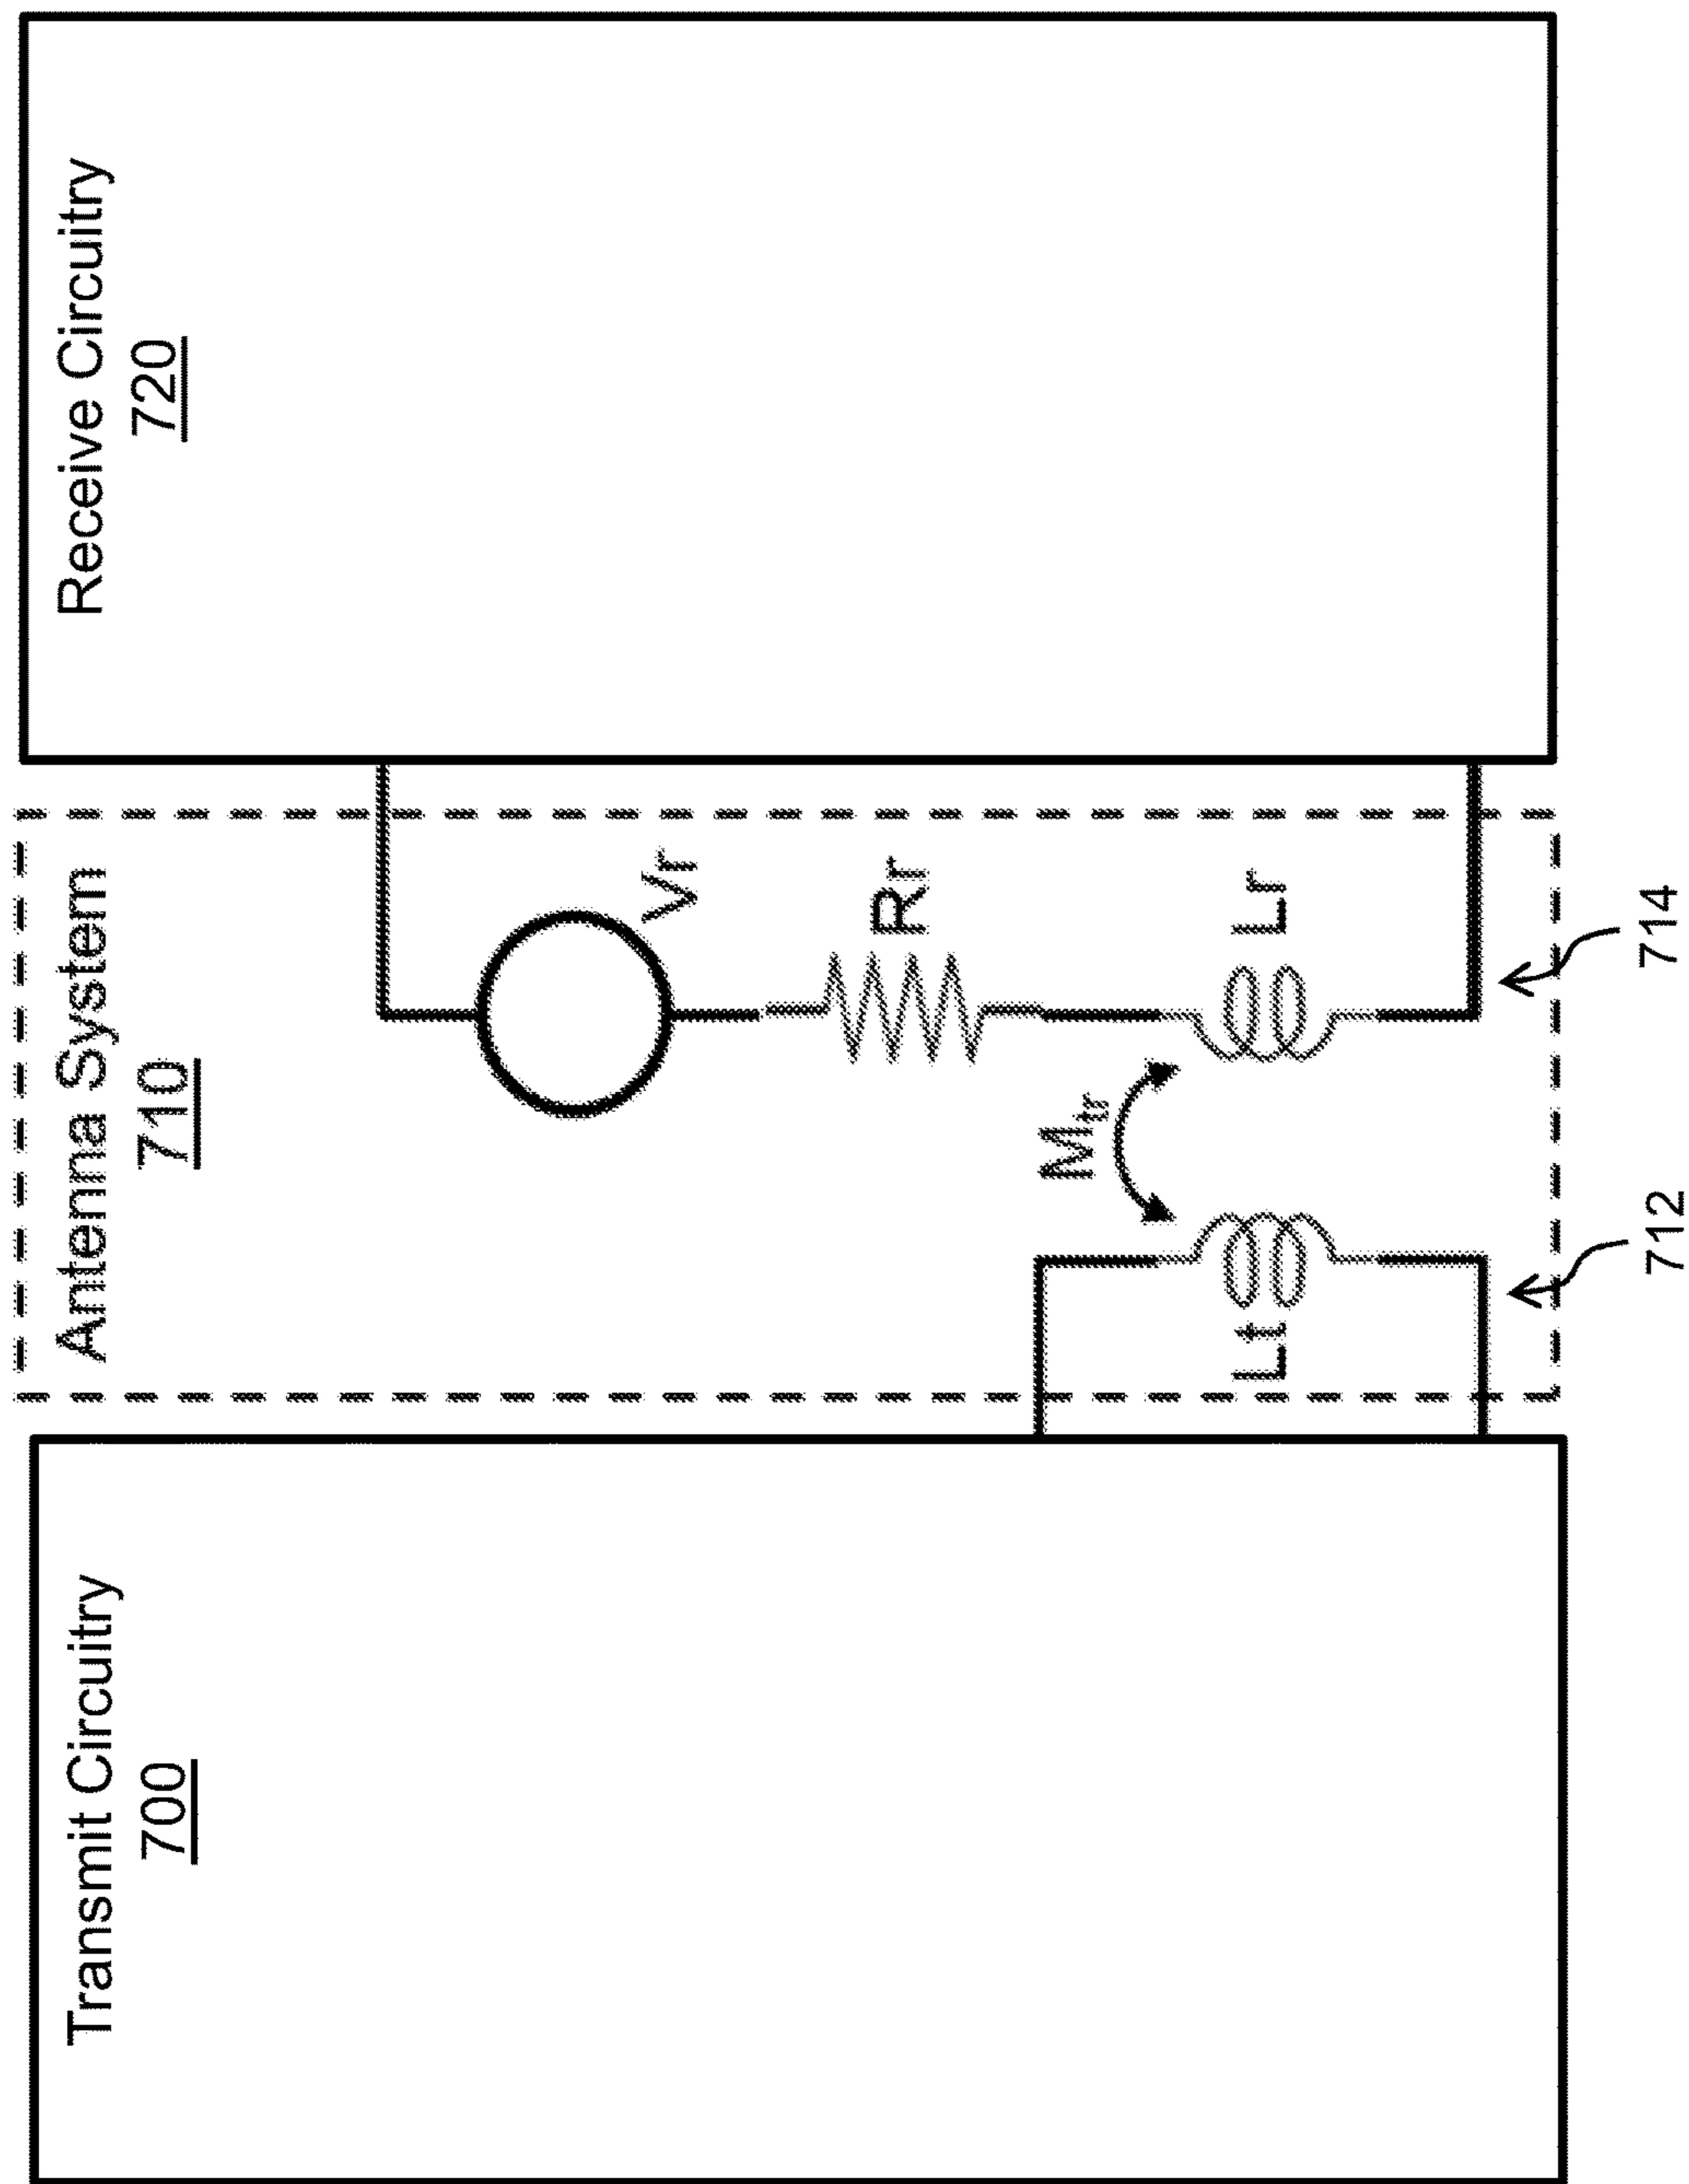 Transmit Circuitry
700
Antenna System
710
Vr
Rr
Mtr
Lt
Lr
712
714
Receive Circuitry
720